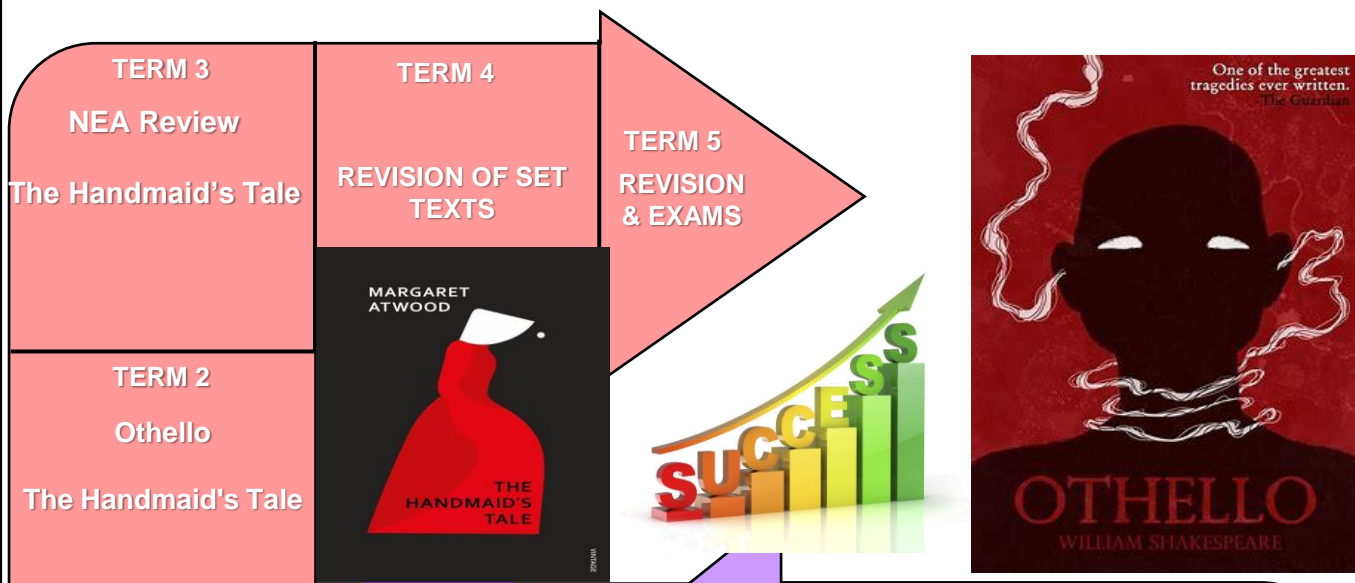 TERM 3
NEA Review
The Handmaid's Tale
TERM 4
REVISION OF SET
TEXTS
TERM 5
REVISION
& EXAMS
TERM 2
Othello
The Handmaid's Tale
MARGARET
ATWOOD
THE
HANDMAID'S
TALE
VINTAGE
SUCCESS
One of the greatest
tragedies ever written.
The Guardian
OTHELLO
WILLIAM SHAKESPEARE